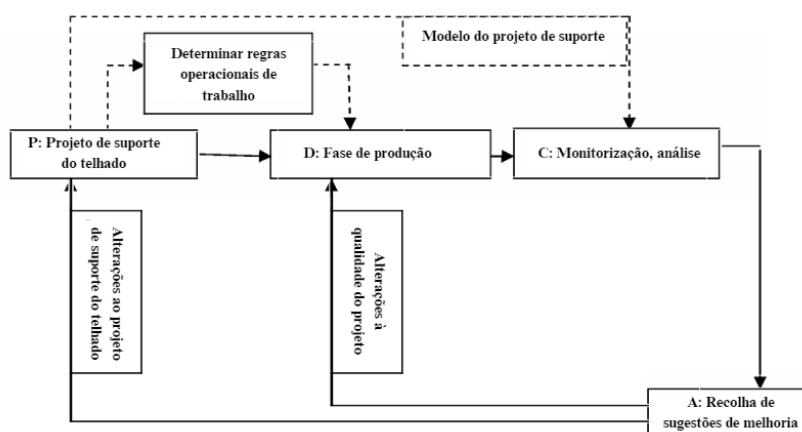 Modelo do projeto de suporte
Determinar regras
operacionais de
trabalho
P: Projeto de suporte
do telhado
D: Fase de produção
C: Monitorização, análise
Alterações ao projeto
de suporte do telhado
Alterações à
qualidade do projeto
A: Recolha de
sugestões de melhoria